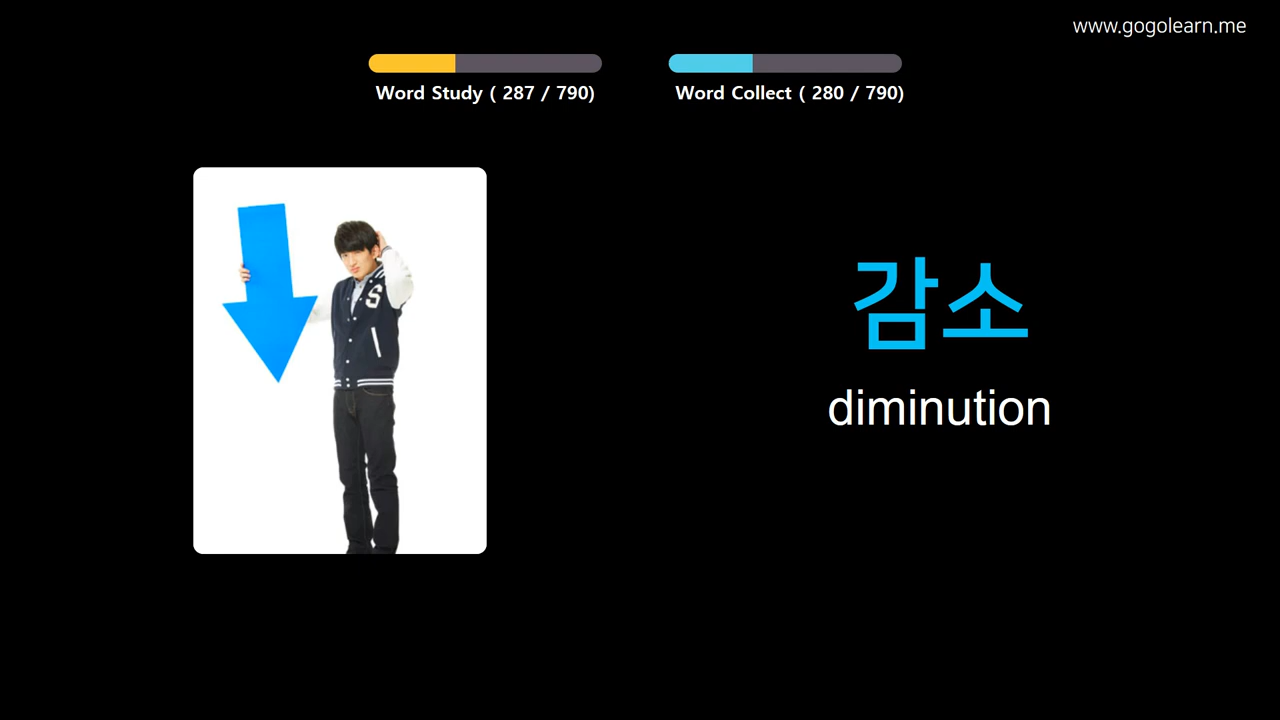 www.gogolearn.me
Word Study ( 287 / 790)
Word Collect ( 280 / 790)
S
감소
diminution